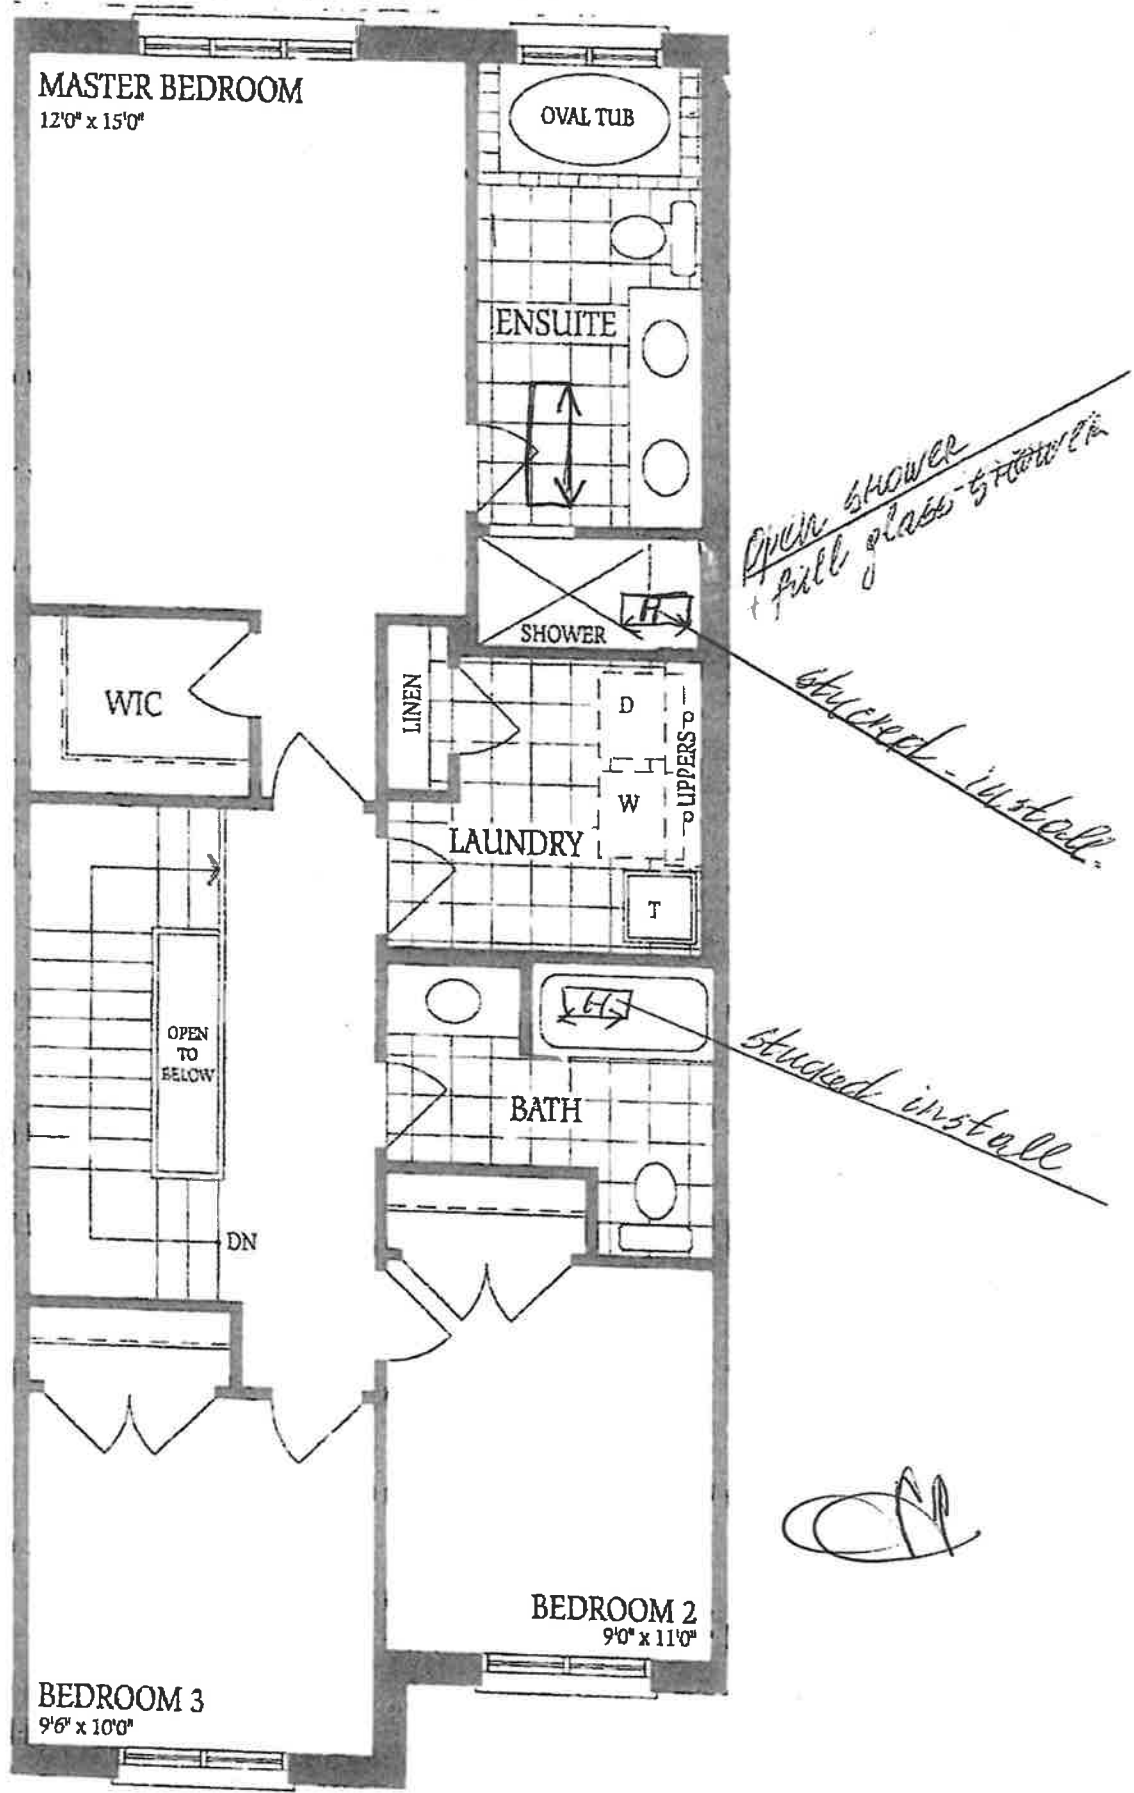 MASTER BEDROOM
12'0" x 15'0"
OVAL TUB
ENSUITE
open shower
+ full glass shower
H
SHOWER
WIC
LINEN
D
UPPERS
W
LAUNDRY
T
OPEN
TO
BELOW
H
install
install
BATH
DN
BEDROOM 2
9'0" x 11'0"
BEDROOM 3
9'6" x 10'0"